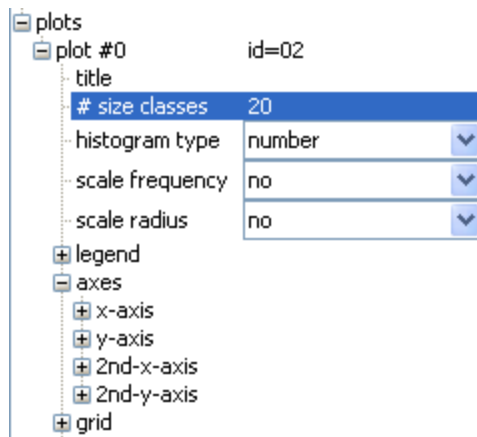 plots
plot #0 id=02
title
# size classes 20
histogram type number
scale frequency no
scale radius no
legend
axes
x-axis
y-axis
2nd-x-axis
2nd-y-axis
grid